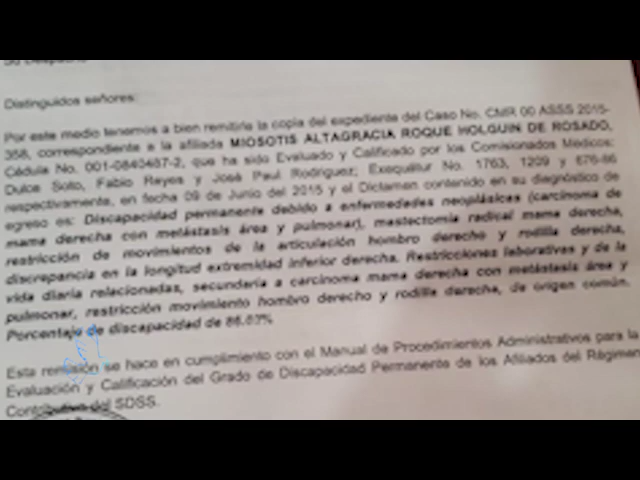 Su Despacho
Distinguidos señores:
Por este medio tenemos a bien remitirle la copia del expediente del Caso No. CMR 00 ASSS 2015-
358, correspondiente a la afiliada MIOSOTIS ALTAGRACIA ROQUE HOLGUIN DE ROSADO,
Cédula No. 001-0840487-2, que ha sido Evaluado y Calificado por los Comisionados Médicos:
Dulce Soto, Fabio Reyes y José Paul Rodríguez; Exequátur No. 1763, 1209 y 676-86
respectivamente, en fecha 09 de Junio del 2015 y el Dictamen contenido en su diagnóstico de
egreso es: Discapacidad permanente debido a enfermedades neoplásicas (carcinoma de
mama derecha con metástasis área y pulmonar), mastectomía radical mama derecha,
restricción de movimientos de la articulación hombro derecho y rodilla derecha,
discrepancia en la longitud extremidad inferior derecha. Restricciones laborativas y de la
vida diaria relacionadas, secundaria a carcinoma mama derecha con metástasis área y
pulmonar, restricción movimiento hombro derecho y rodilla derecha, de origen común.
Porcentaje de discapacidad de
Esta remisión se hace en cumplimiento con el Manual de Procedimientos Administrativos para la
Evaluación y Calificación del Grado de Discapacidad Permanente de los Afiliados del Régimen
Contributivo del SDSS.